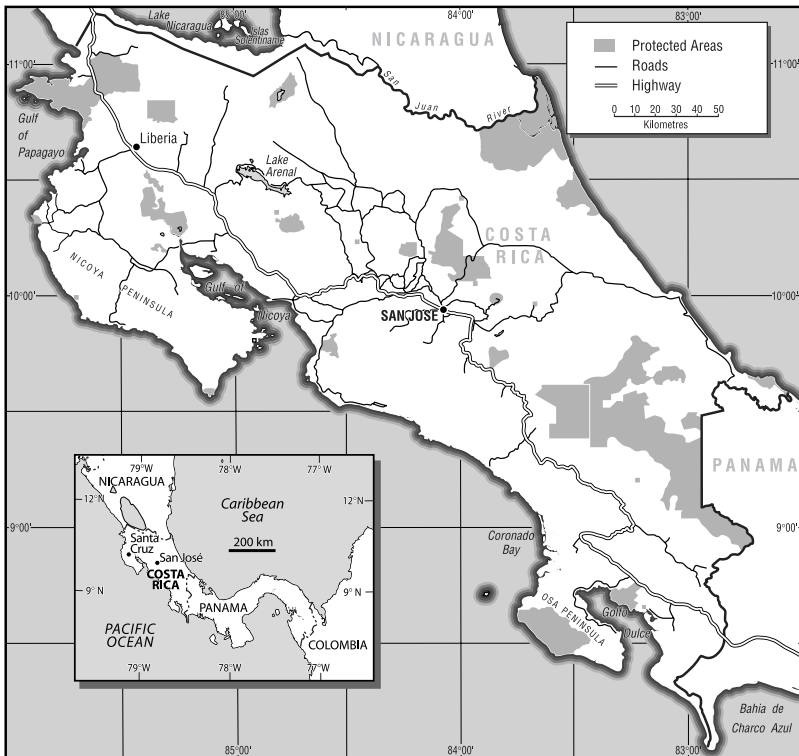 85°00'
84°00'
83°00'
Lake
Nicaragua
Islas
Solentiname
NICARAGUA
Protected Areas
Roads
Highway
0 10 20 30 40 50
Kilometres
11°00'
11°00'
San
Juan
River
Gulf
of
Papagayo
Liberia
Lake
Arenal
COSTA
RICA
NICOYA
PENINSULA
Gulf of
Nicoya
10°00'
10°00'
SAN JOSÉ
PANAMA
9°00'
9°00'
Coronado
Bay
OSA PENINSULA
Golfo
Dulce
Bahia de
Charco Azul
85°00'
84°00'
83°00'
79°W
78°W
77°W
NICARAGUA
12°N
12°N
Caribbean
Sea
200 km
Santa
Cruz
San José
COSTA
RICA
9°N
9°N
PANAMA
PACIFIC
OCEAN
COLOMBIA
79°W
78°W
77°W